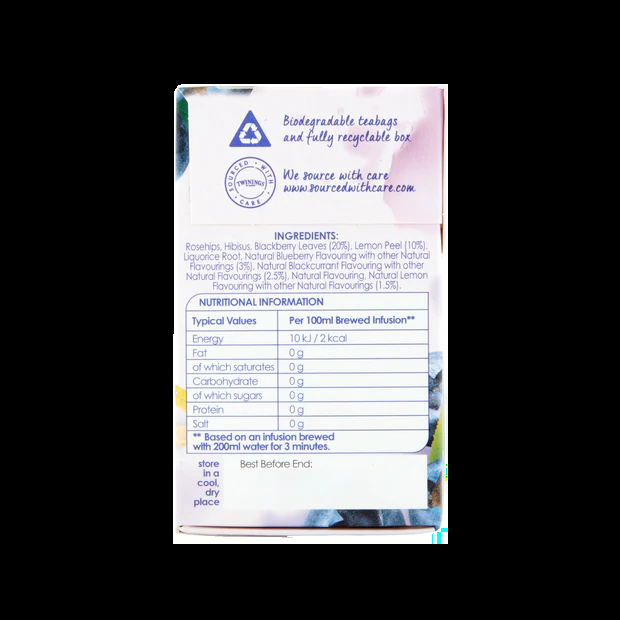 Biodegradable teabags
and fully recyclable box
SOURCED • WITH • CARE •
TWININGS
We source with care
www.sourcedwithcare.com
INGREDIENTS:
Rosehips, Hibisus, Blackberry Leaves (20%), Lemon Peel (10%),
Liquorice Root, Natural Blueberry Flavouring with other Natural
Flavourings (3%), Natural Blackcurrant Flavouring with other
Natural Flavourings (2.5%), Natural Flavouring, Natural Lemon
Flavouring with other Natural Flavourings (1.5%).
NUTRITIONAL INFORMATION
Typical Values Per 100ml Brewed Infusion**
Energy 10 kJ / 2 kcal
Fat 0 g
of which saturates 0 g
Carbohydrate 0 g
of which sugars 0 g
Protein 0 g
Salt 0 g
** Based on an infusion brewed
with 200ml water for 3 minutes.
store
in a
cool,
dry
place
Best Before End: